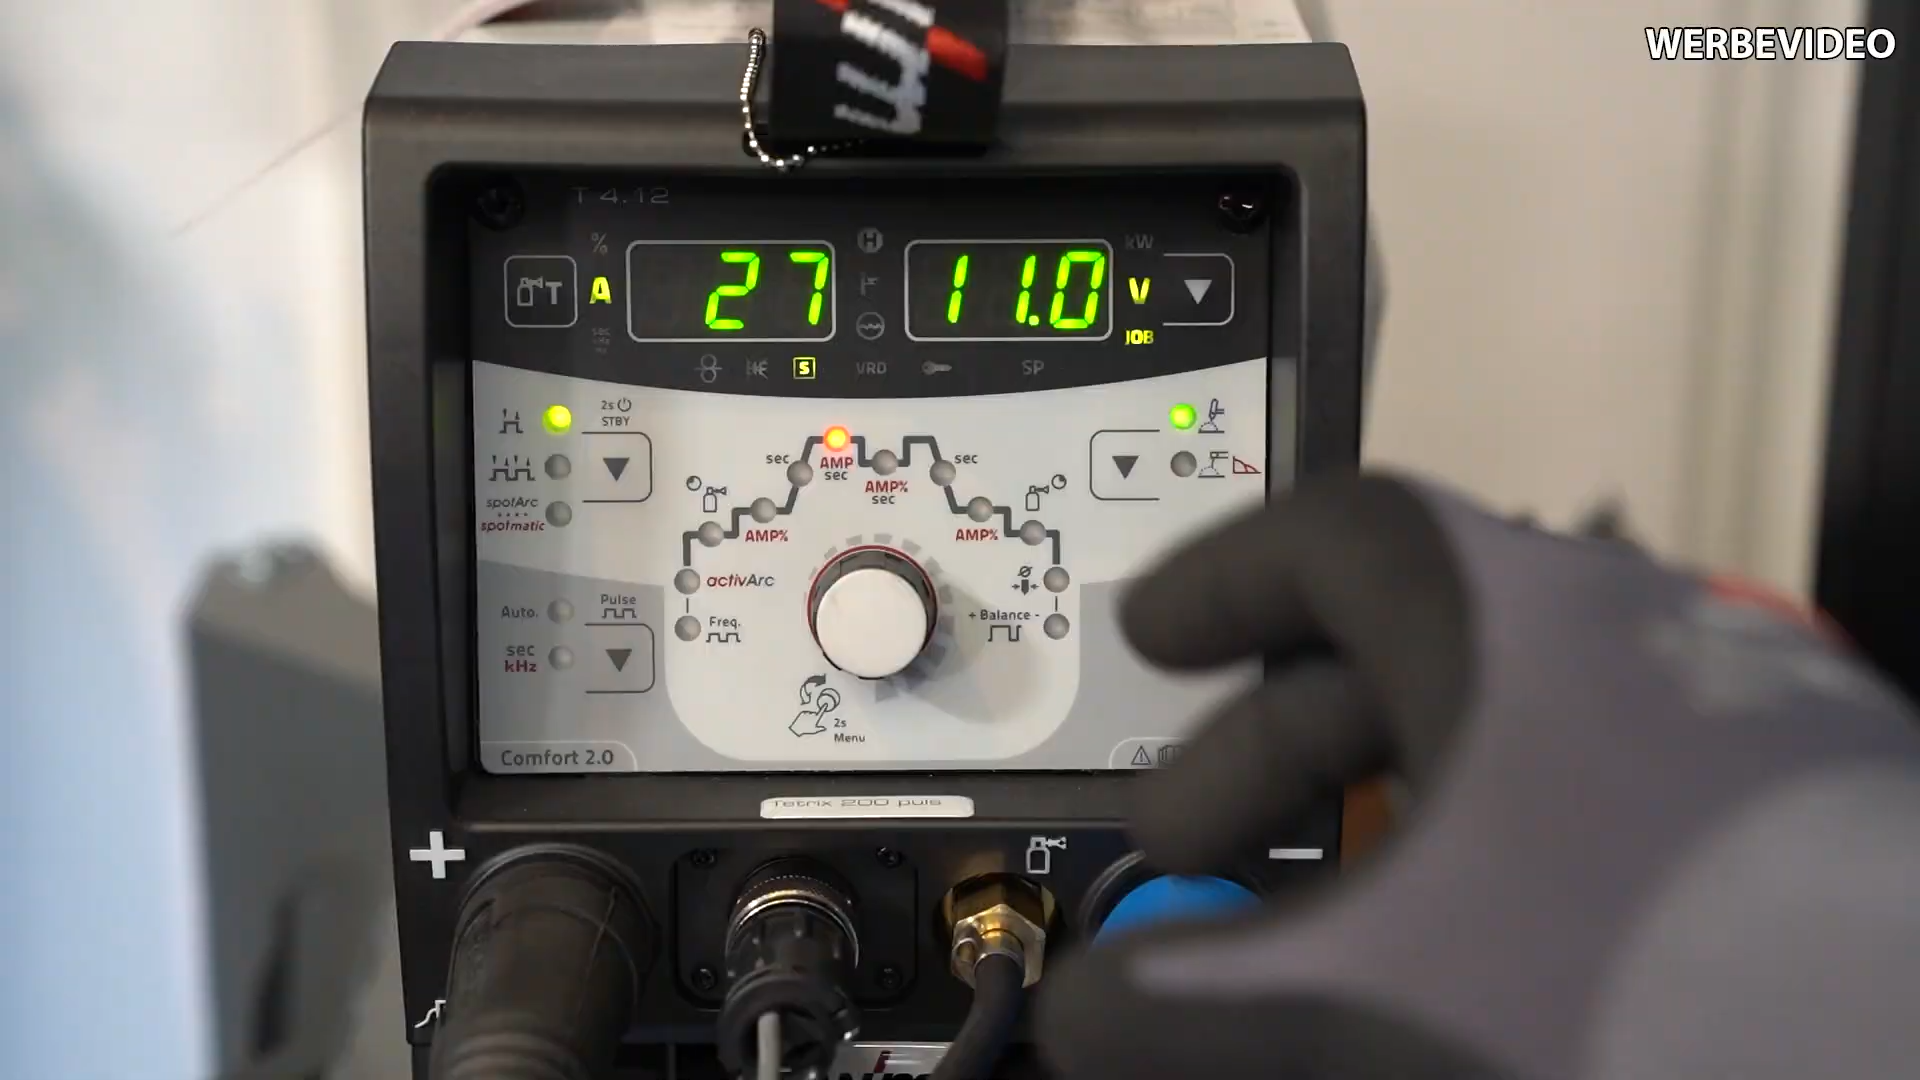 WERBEVIDEO
T 4.12
%
kW
T
A
27
11.0
V
sec
JOB
S
VRD
SP
2s
STBY
spotArc
spotmatic
sec
AMP
sec
AMP%
sec
sec
AMP%
AMP%
activArc
Freq.
+ Balance -
Auto.
Pulse
sec
kHz
2s
Menu
Comfort 2.0
Tetrix 200 puls
+
−